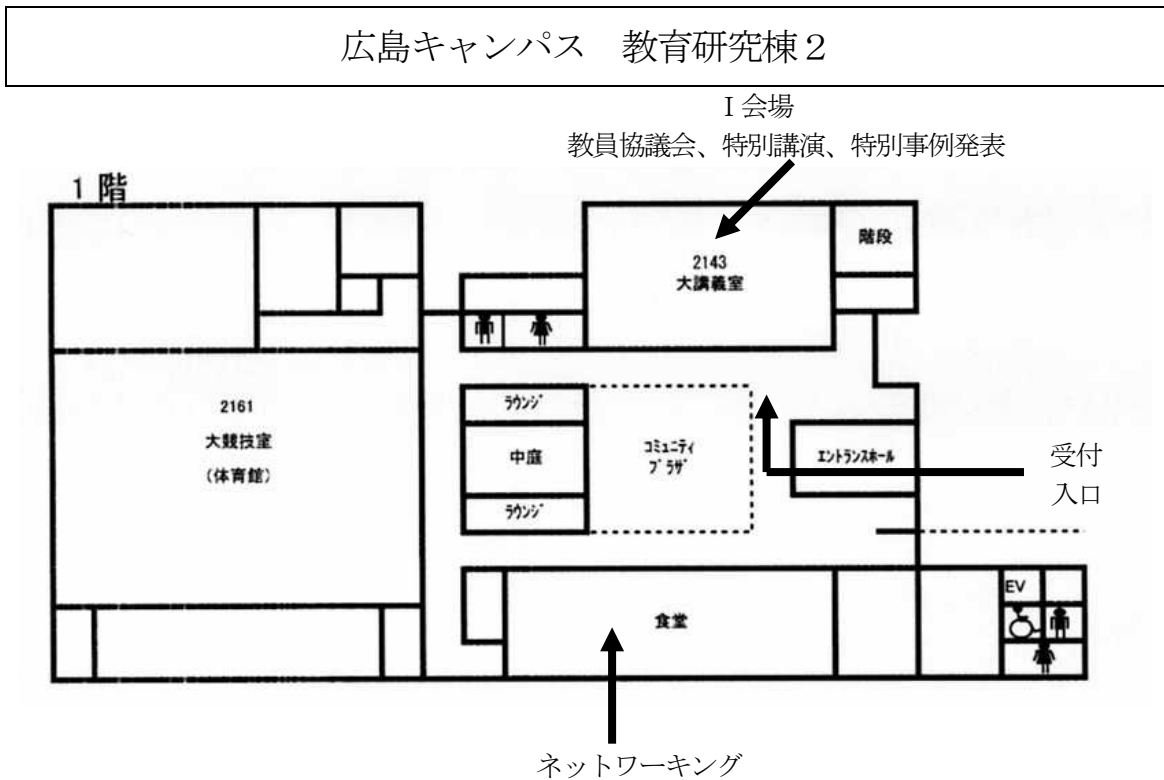 広島キャンパス　教育研究棟２
Ⅰ会場
教員協議会、特別講演、特別事例発表
１階
階段
2143
大講義室
2161
大競技室
(体育館)
ﾗｳﾝｼﾞ
中庭
ﾗｳﾝｼﾞ
ｺﾐｭﾆﾃｨ
ﾌﾟﾗｻﾞ
ｴﾝﾄﾗﾝｽﾎｰﾙ
受付
入口
EV
食堂
ネットワーキング